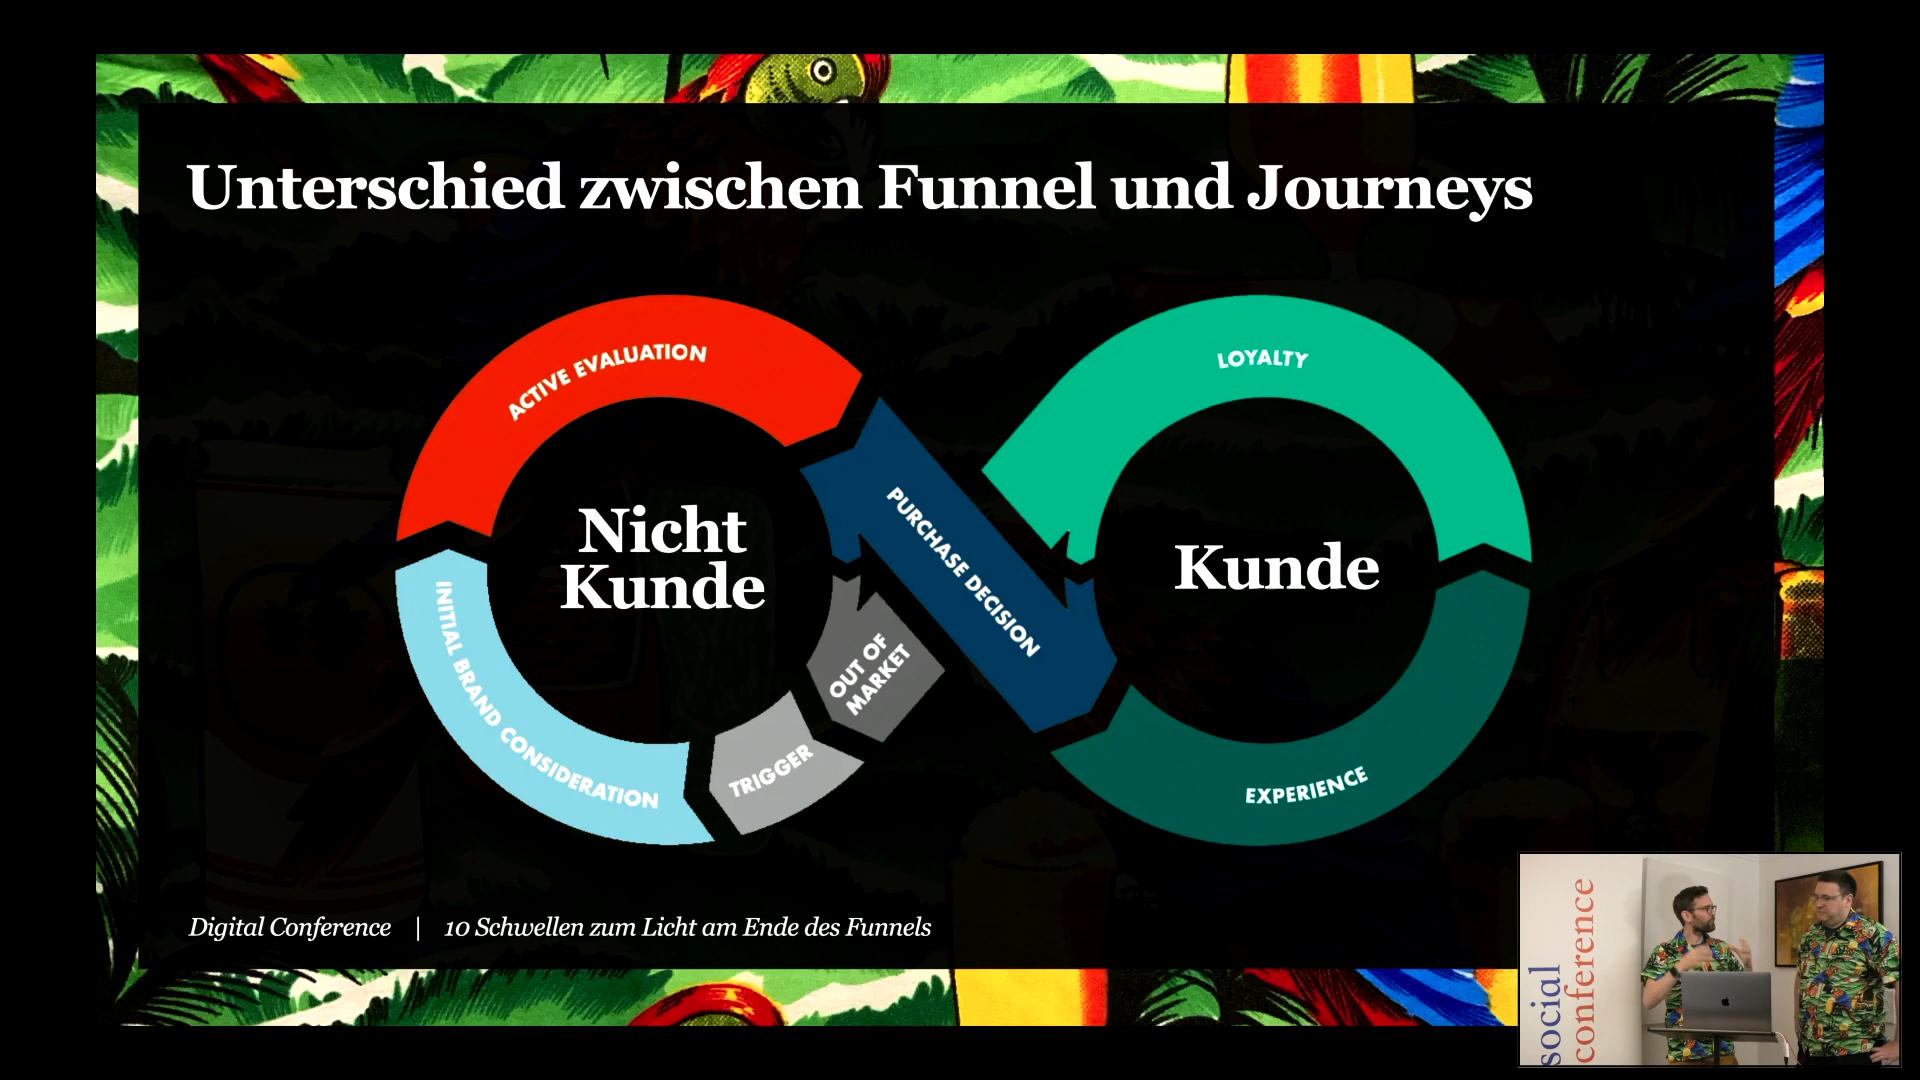 Unterschied zwischen Funnel und Journeys
ACTIVE EVALUATION
LOYALTY
Nicht
Kunde
PURCHASE DECISION
Kunde
INITIAL BRAND CONSIDERATION
OUT OF
MARKET
TRIGGER
EXPERIENCE
Digital Conference | 10 Schwellen zum Licht am Ende des Funnels
social
conference